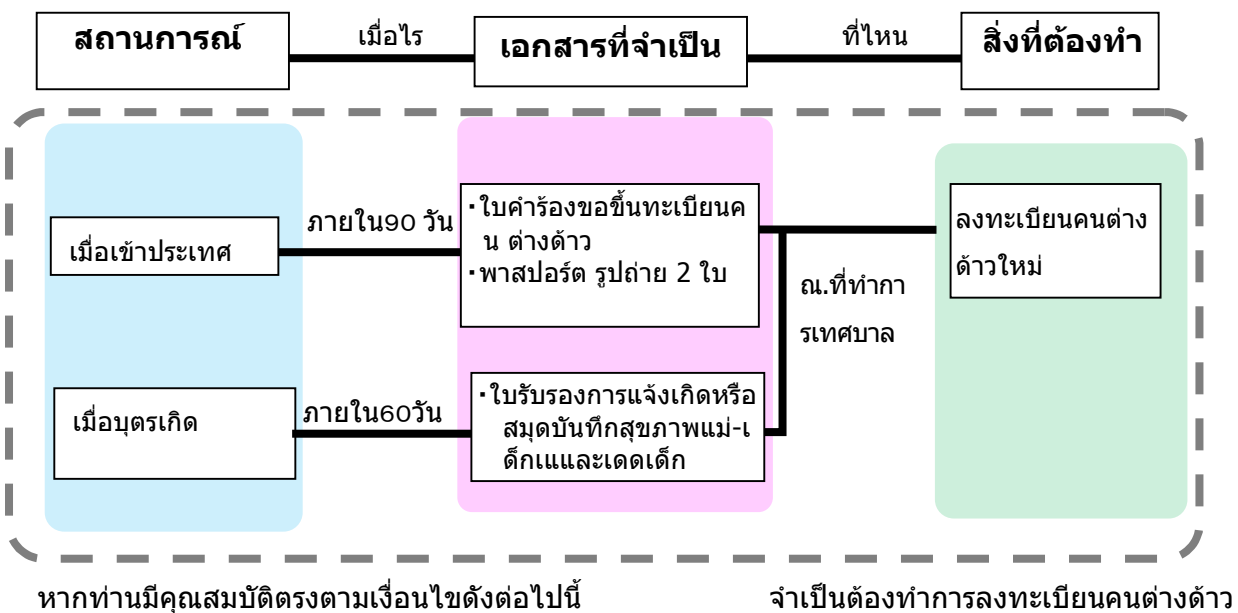 สถานการณ์
เมื่อไร
เอกสารที่จำเป็น
ที่ไหน
สิ่งที่ต้องทำ
เมื่อเข้าประเทศ
ภายใน90 วัน
･ใบคำร้องขอขึ้นทะเบียนค
น ต่างด้าว
･พาสปอร์ต รูปถ่าย 2 ใบ
ณ.ที่ทำกา
รเทศบาล
ลงทะเบียนคนต่าง
ด้าวใหม่
เมื่อบุตรเกิด
ภายใน60วัน
･ใบรับรองการแจ้งเกิดหรือ
สมุดบันทึกสุขภาพแม่-เ
ด็กเแและเดดเด็ก
หากท่านมีคุณสมบัติตรงตามเงื่อนไขดังต่อไปนี้ จำเป็นต้องทำการลงทะเบียนคนต่างด้าว